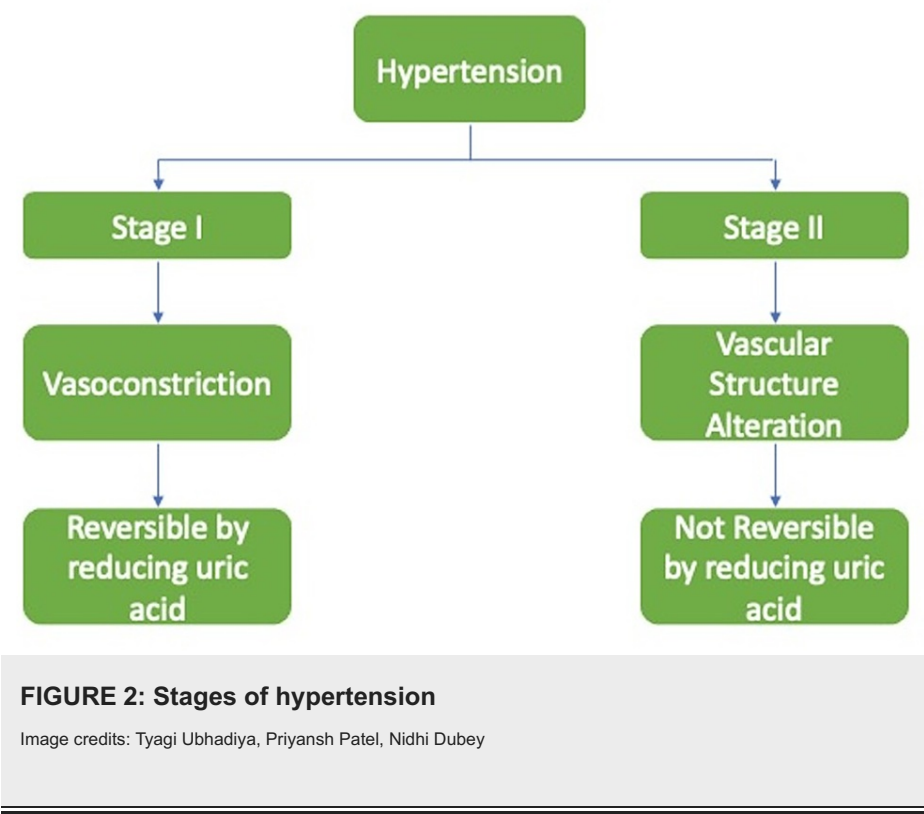 Hypertension
Stage I
Stage II
Vasoconstriction
Vascular
Structure
Alteration
Reversible by
reducing uric
acid
Not Reversible
by reducing uric
acid
FIGURE 2: Stages of hypertension
Image credits: Tyagi Ubhadiya, Priyansh Patel, Nidhi Dubey